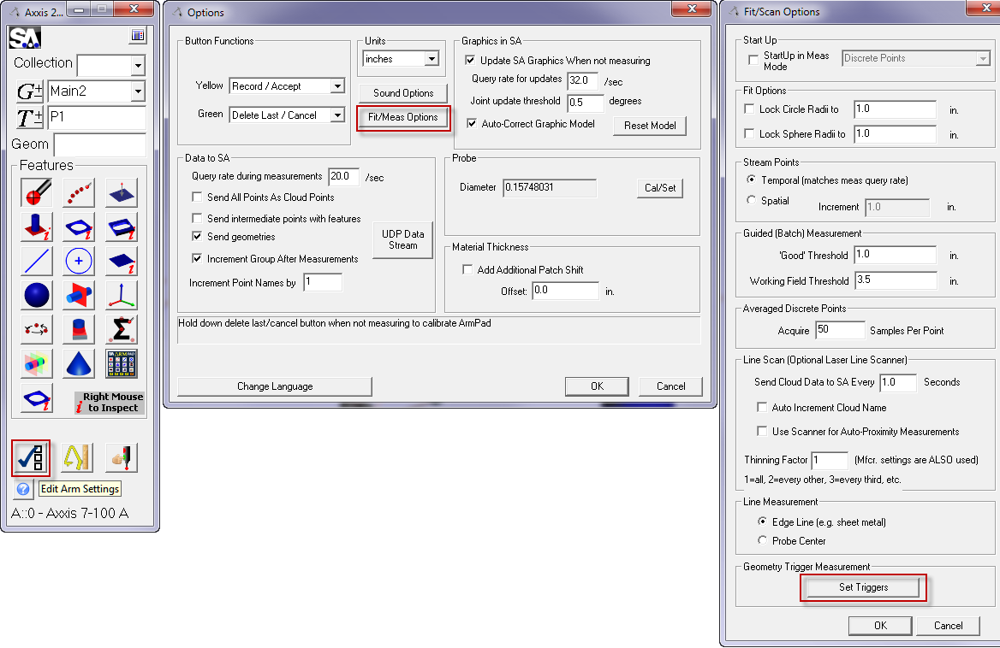 Axxis 2...
SA
Collection
G±
Main2
T±
P1
Geom
Features
Right Mouse
to Inspect
Edit Arm Settings
A::0 - Axxis 7-100 A
Options
Button Functions
Yellow
Record / Accept
Green
Delete Last / Cancel
Units
inches
Sound Options
Fit/Meas Options
Graphics in SA
Update SA Graphics When not measuring
Query rate for updates 32.0 /sec
Joint update threshold 0.5 degrees
Auto-Correct Graphic Model
Reset Model
Data to SA
Query rate during measurements 20.0 /sec
Send All Points As Cloud Points
Send intermediate points with features
Send geometries
Increment Group After Measurements
Increment Point Names by 1
UDP Data
Stream
Probe
Diameter 0.15748031
Cal/Set
Material Thickness
Add Additional Patch Shift
Offset: 0.0 in.
Hold down delete last/cancel button when not measuring to calibrate ArmPad
Change Language
OK
Cancel
Fit/Scan Options
Start Up
StartUp in Meas
Mode
Discrete Points
Fit Options
Lock Circle Radii to 1.0 in.
Lock Sphere Radii to 1.0 in.
Stream Points
Temporal (matches meas query rate)
Spatial
Increment 1.0 in.
Guided (Batch) Measurement
'Good' Threshold 1.0 in.
Working Field Threshold 3.5 in.
Averaged Discrete Points
Acquire 50 Samples Per Point
Line Scan (Optional Laser Line Scanner)
Send Cloud Data to SA Every 1.0 Seconds
Auto Increment Cloud Name
Use Scanner for Auto-Proximity Measurements
Thinning Factor 1 (Mfcr. settings are ALSO used)
1=all, 2=every other, 3=every third, etc.
Line Measurement
Edge Line (e.g. sheet metal)
Probe Center
Geometry Trigger Measurement
Set Triggers
OK
Cancel